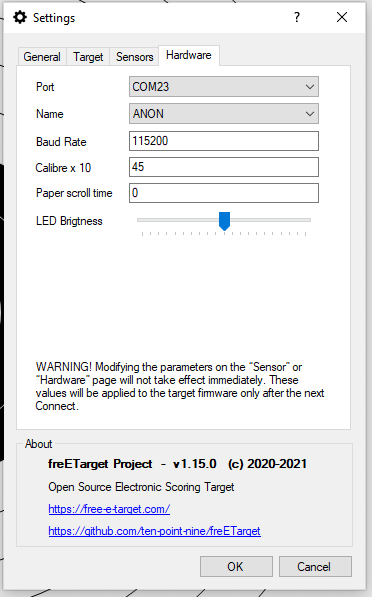 Settings
?
General Target Sensors Hardware
Port COM23
Name ANON
Baud Rate 115200
Calibre x 10 45
Paper scroll time 0
LED Brigtness
WARNING! Modifying the parameters on the "Sensor" or
"Hardware" page will not take effect immediately. These
values will be applied to the target firmware only after the next
Connect.
About
freETarget Project - v1.15.0 (c) 2020-2021
Open Source Electronic Scoring Target
https://free-e-target.com/
https://github.com/ten-point-nine/freETarget
OK Cancel